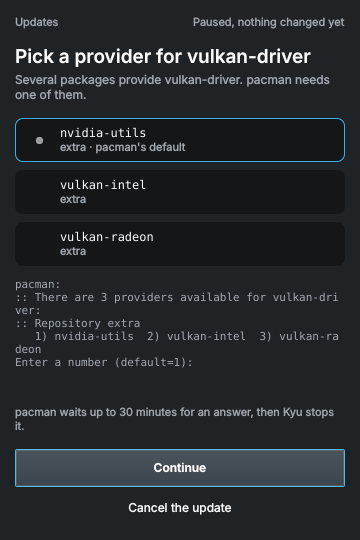 Updates
Paused, nothing changed yet
Pick a provider for vulkan-driver
Several packages provide vulkan-driver. pacman needs
one of them.
nvidia-utils
extra · pacman's default
vulkan-intel
extra
vulkan-radeon
extra
pacman:
:: There are 3 providers available for vulkan-dri
ver:
:: Repository extra
   1) nvidia-utils  2) vulkan-intel  3) vulkan-ra
deon
Enter a number (default=1):
pacman waits up to 30 minutes for an answer, then Kyu stops
it.
Continue
Cancel the update